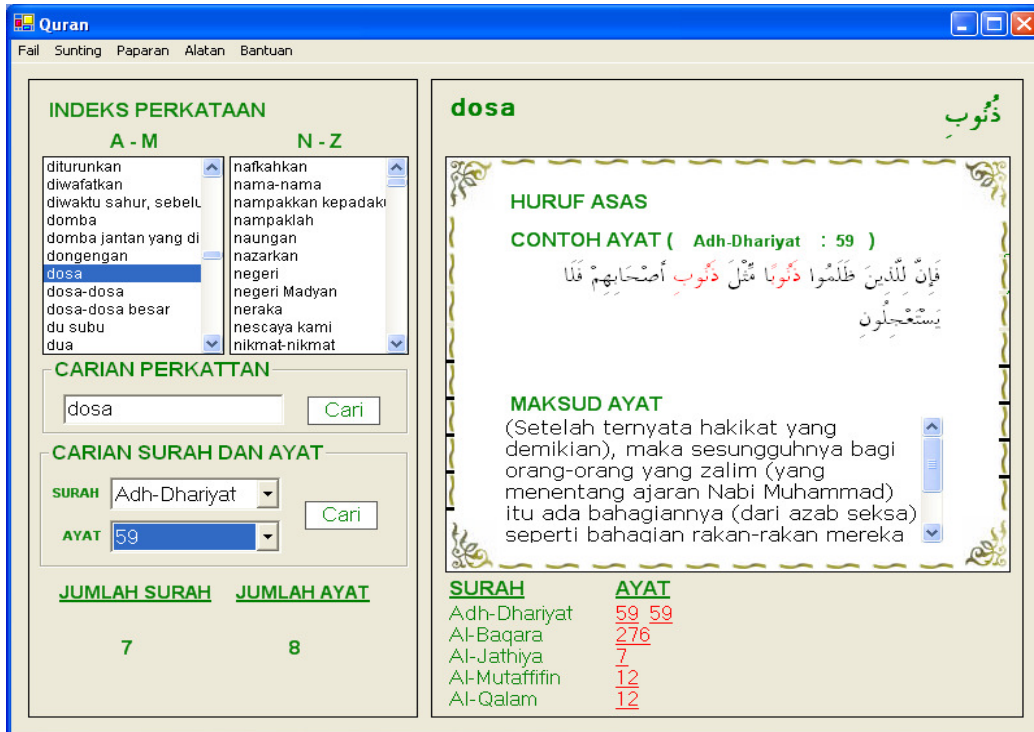 Quran
Fail Sunting Paparan Alatan Bantuan
INDEKS PERKATAAN
A - M N - Z
diturunkan
diwafatkan
diwaktu sahur, sebelu
domba
domba jantan yang di
dongengan
dosa
dosa-dosa
dosa-dosa besar
du subu
dua
nafkahkan
nama-nama
nampakkan kepadaku
nampaklah
naungan
nazarkan
negeri
negeri Madyan
neraka
nescaya kami
nikmat-nikmat
CARIAN PERKATTAN
dosa Cari
CARIAN SURAH DAN AYAT
SURAH Adh-Dhariyat
Cari
AYAT 59
JUMLAH SURAH JUMLAH AYAT
7 8
dosa ذُنُوبِ
HURUF ASAS
CONTOH AYAT ( Adh-Dhariyat : 59 )
فَإِنَّ لِلَّذِينَ ظَلَمُوا ذَنُوبًا مِّثْلَ ذَنُوبِ أَصْحَابِهِمْ فَلَا
يَسْتَعْجِلُونِ
MAKSUD AYAT
(Setelah ternyata hakikat yang
demikian), maka sesungguhnya bagi
orang-orang yang zalim (yang
menentang ajaran Nabi Muhammad)
itu ada bahagiannya (dari azab seksa)
seperti bahagian rakan-rakan mereka
SURAH AYAT
Adh-Dhariyat 59 59
Al-Baqara 276
Al-Jathiya 7
Al-Mutaffifin 12
Al-Qalam 12